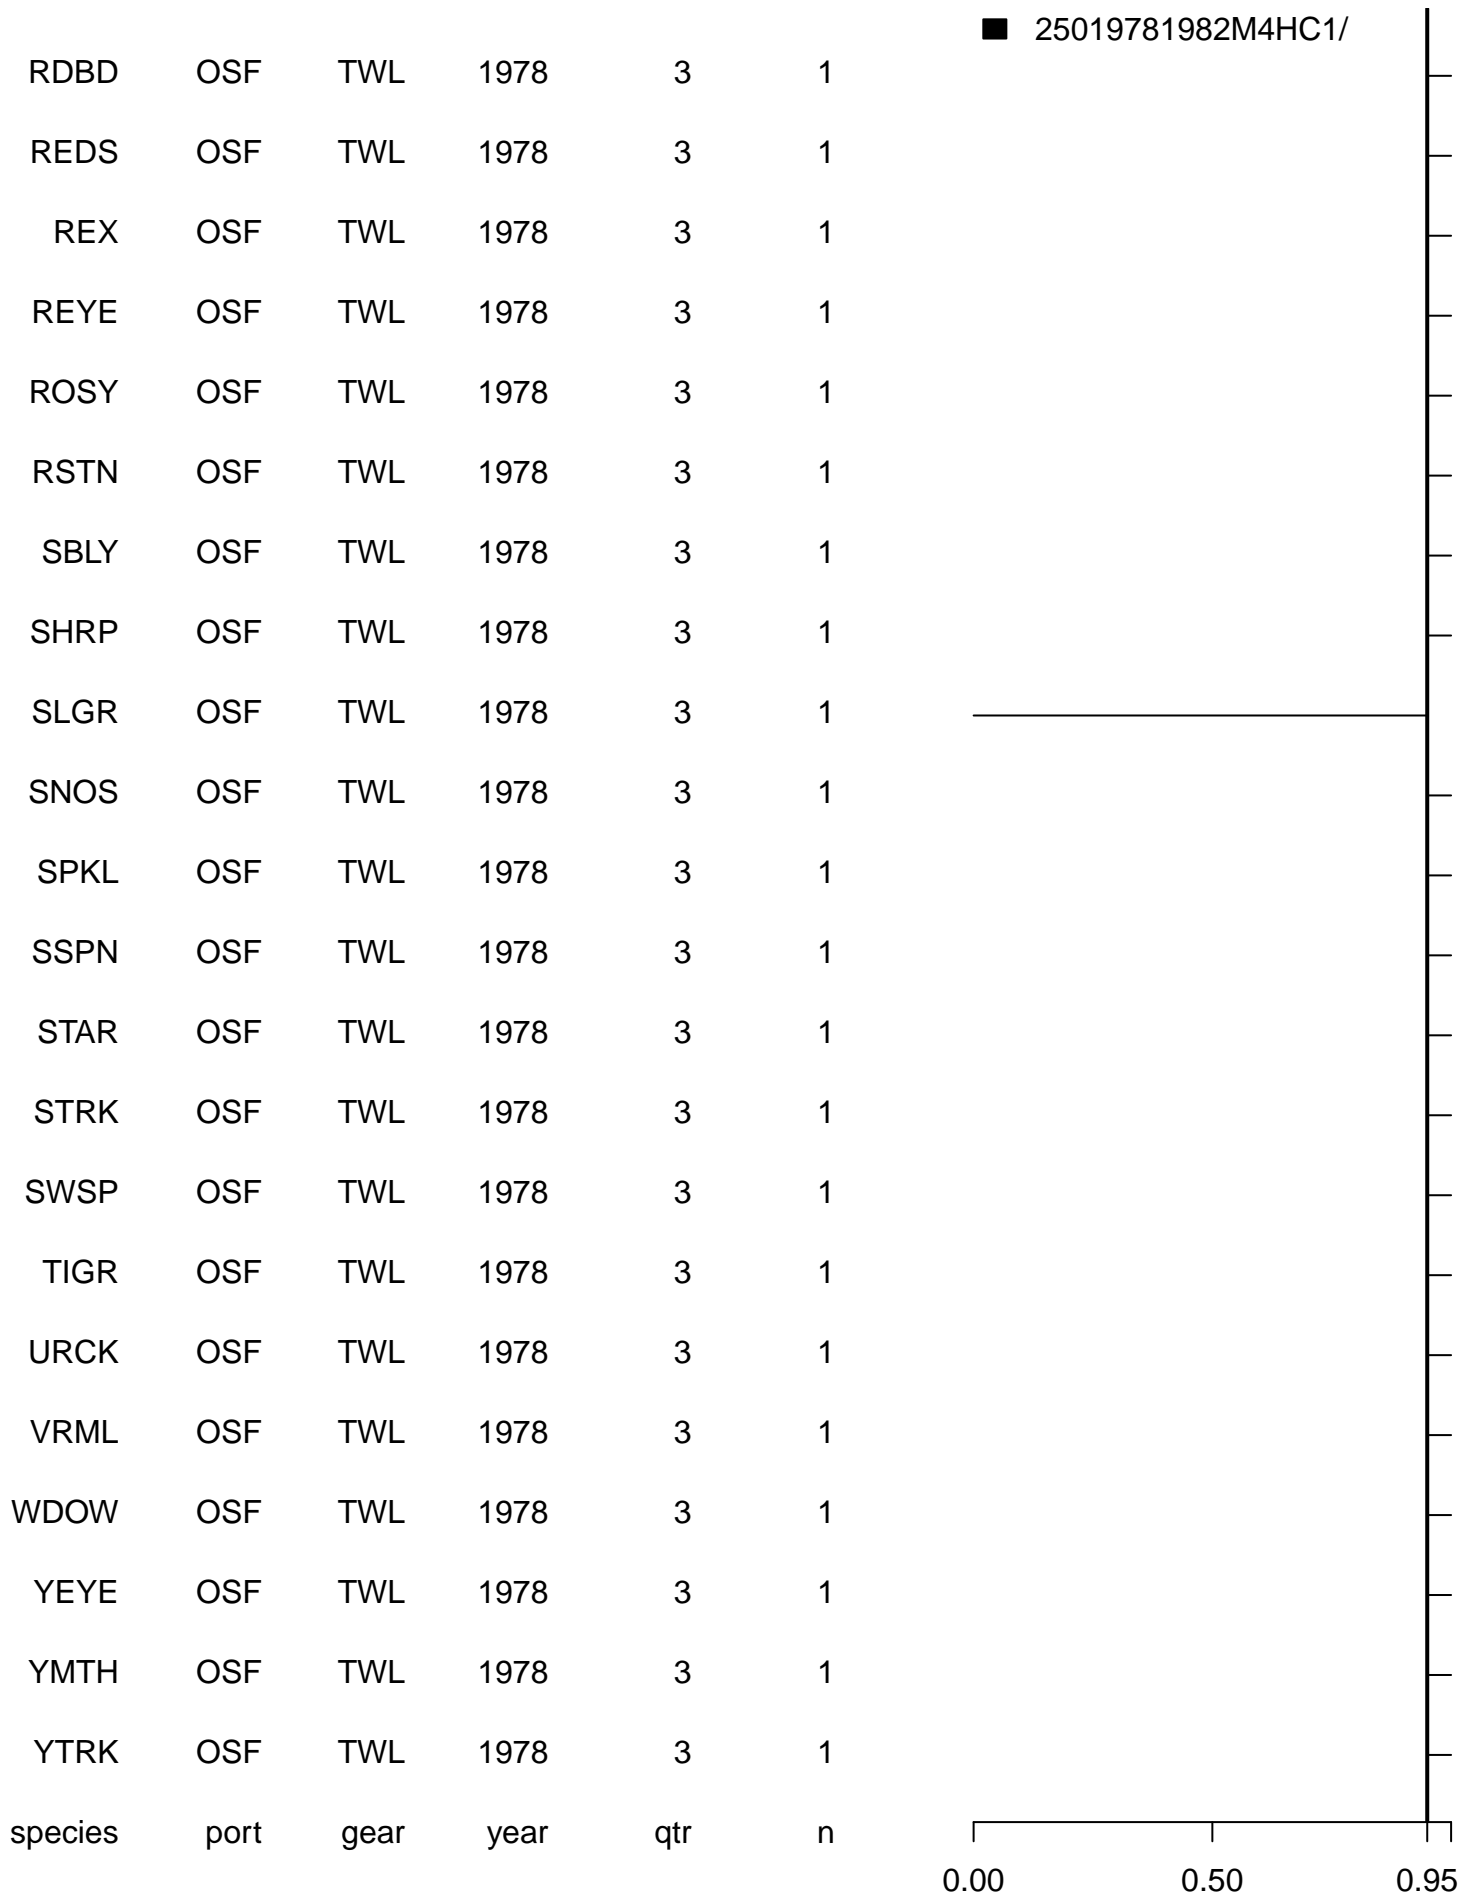 25019781982M4HC1/
RDBD OSF TWL 1978 3 1
REDS OSF TWL 1978 3 1
REX OSF TWL 1978 3 1
REYE OSF TWL 1978 3 1
ROSY OSF TWL 1978 3 1
RSTN OSF TWL 1978 3 1
SBLY OSF TWL 1978 3 1
SHRP OSF TWL 1978 3 1
SLGR OSF TWL 1978 3 1
SNOS OSF TWL 1978 3 1
SPKL OSF TWL 1978 3 1
SSPN OSF TWL 1978 3 1
STAR OSF TWL 1978 3 1
STRK OSF TWL 1978 3 1
SWSP OSF TWL 1978 3 1
TIGR OSF TWL 1978 3 1
URCK OSF TWL 1978 3 1
VRML OSF TWL 1978 3 1
WDOW OSF TWL 1978 3 1
YEYE OSF TWL 1978 3 1
YMTH OSF TWL 1978 3 1
YTRK OSF TWL 1978 3 1
species port gear year qtr n
0.00 0.50 0.95